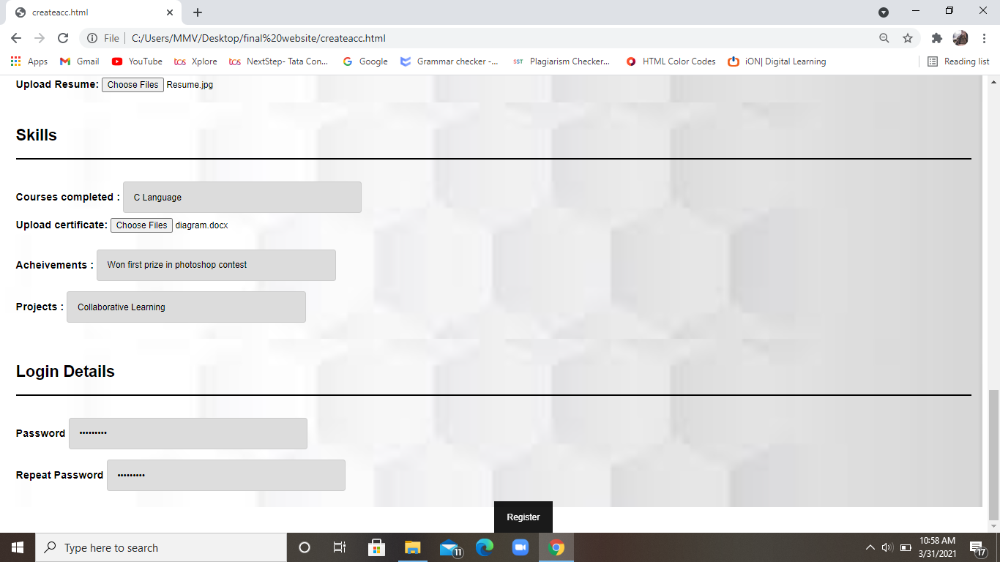 createacc.html
File | C:/Users/MMV/Desktop/final%20website/createacc.html
Apps Gmail YouTube tcs Xplore tcs NextStep- Tata Con... Google Grammar checker -... SST Plagiarism Checker... HTML Color Codes iON| Digital Learning Reading list
Upload Resume: Choose Files Resume.jpg
Skills
Courses completed : C Language
Upload certificate: Choose Files diagram.docx
Acheivements : Won first prize in photoshop contest
Projects : Collaborative Learning
Login Details
Password •••••••••
Repeat Password •••••••••
Register
Type here to search 11 10:58 AM 17
3/31/2021